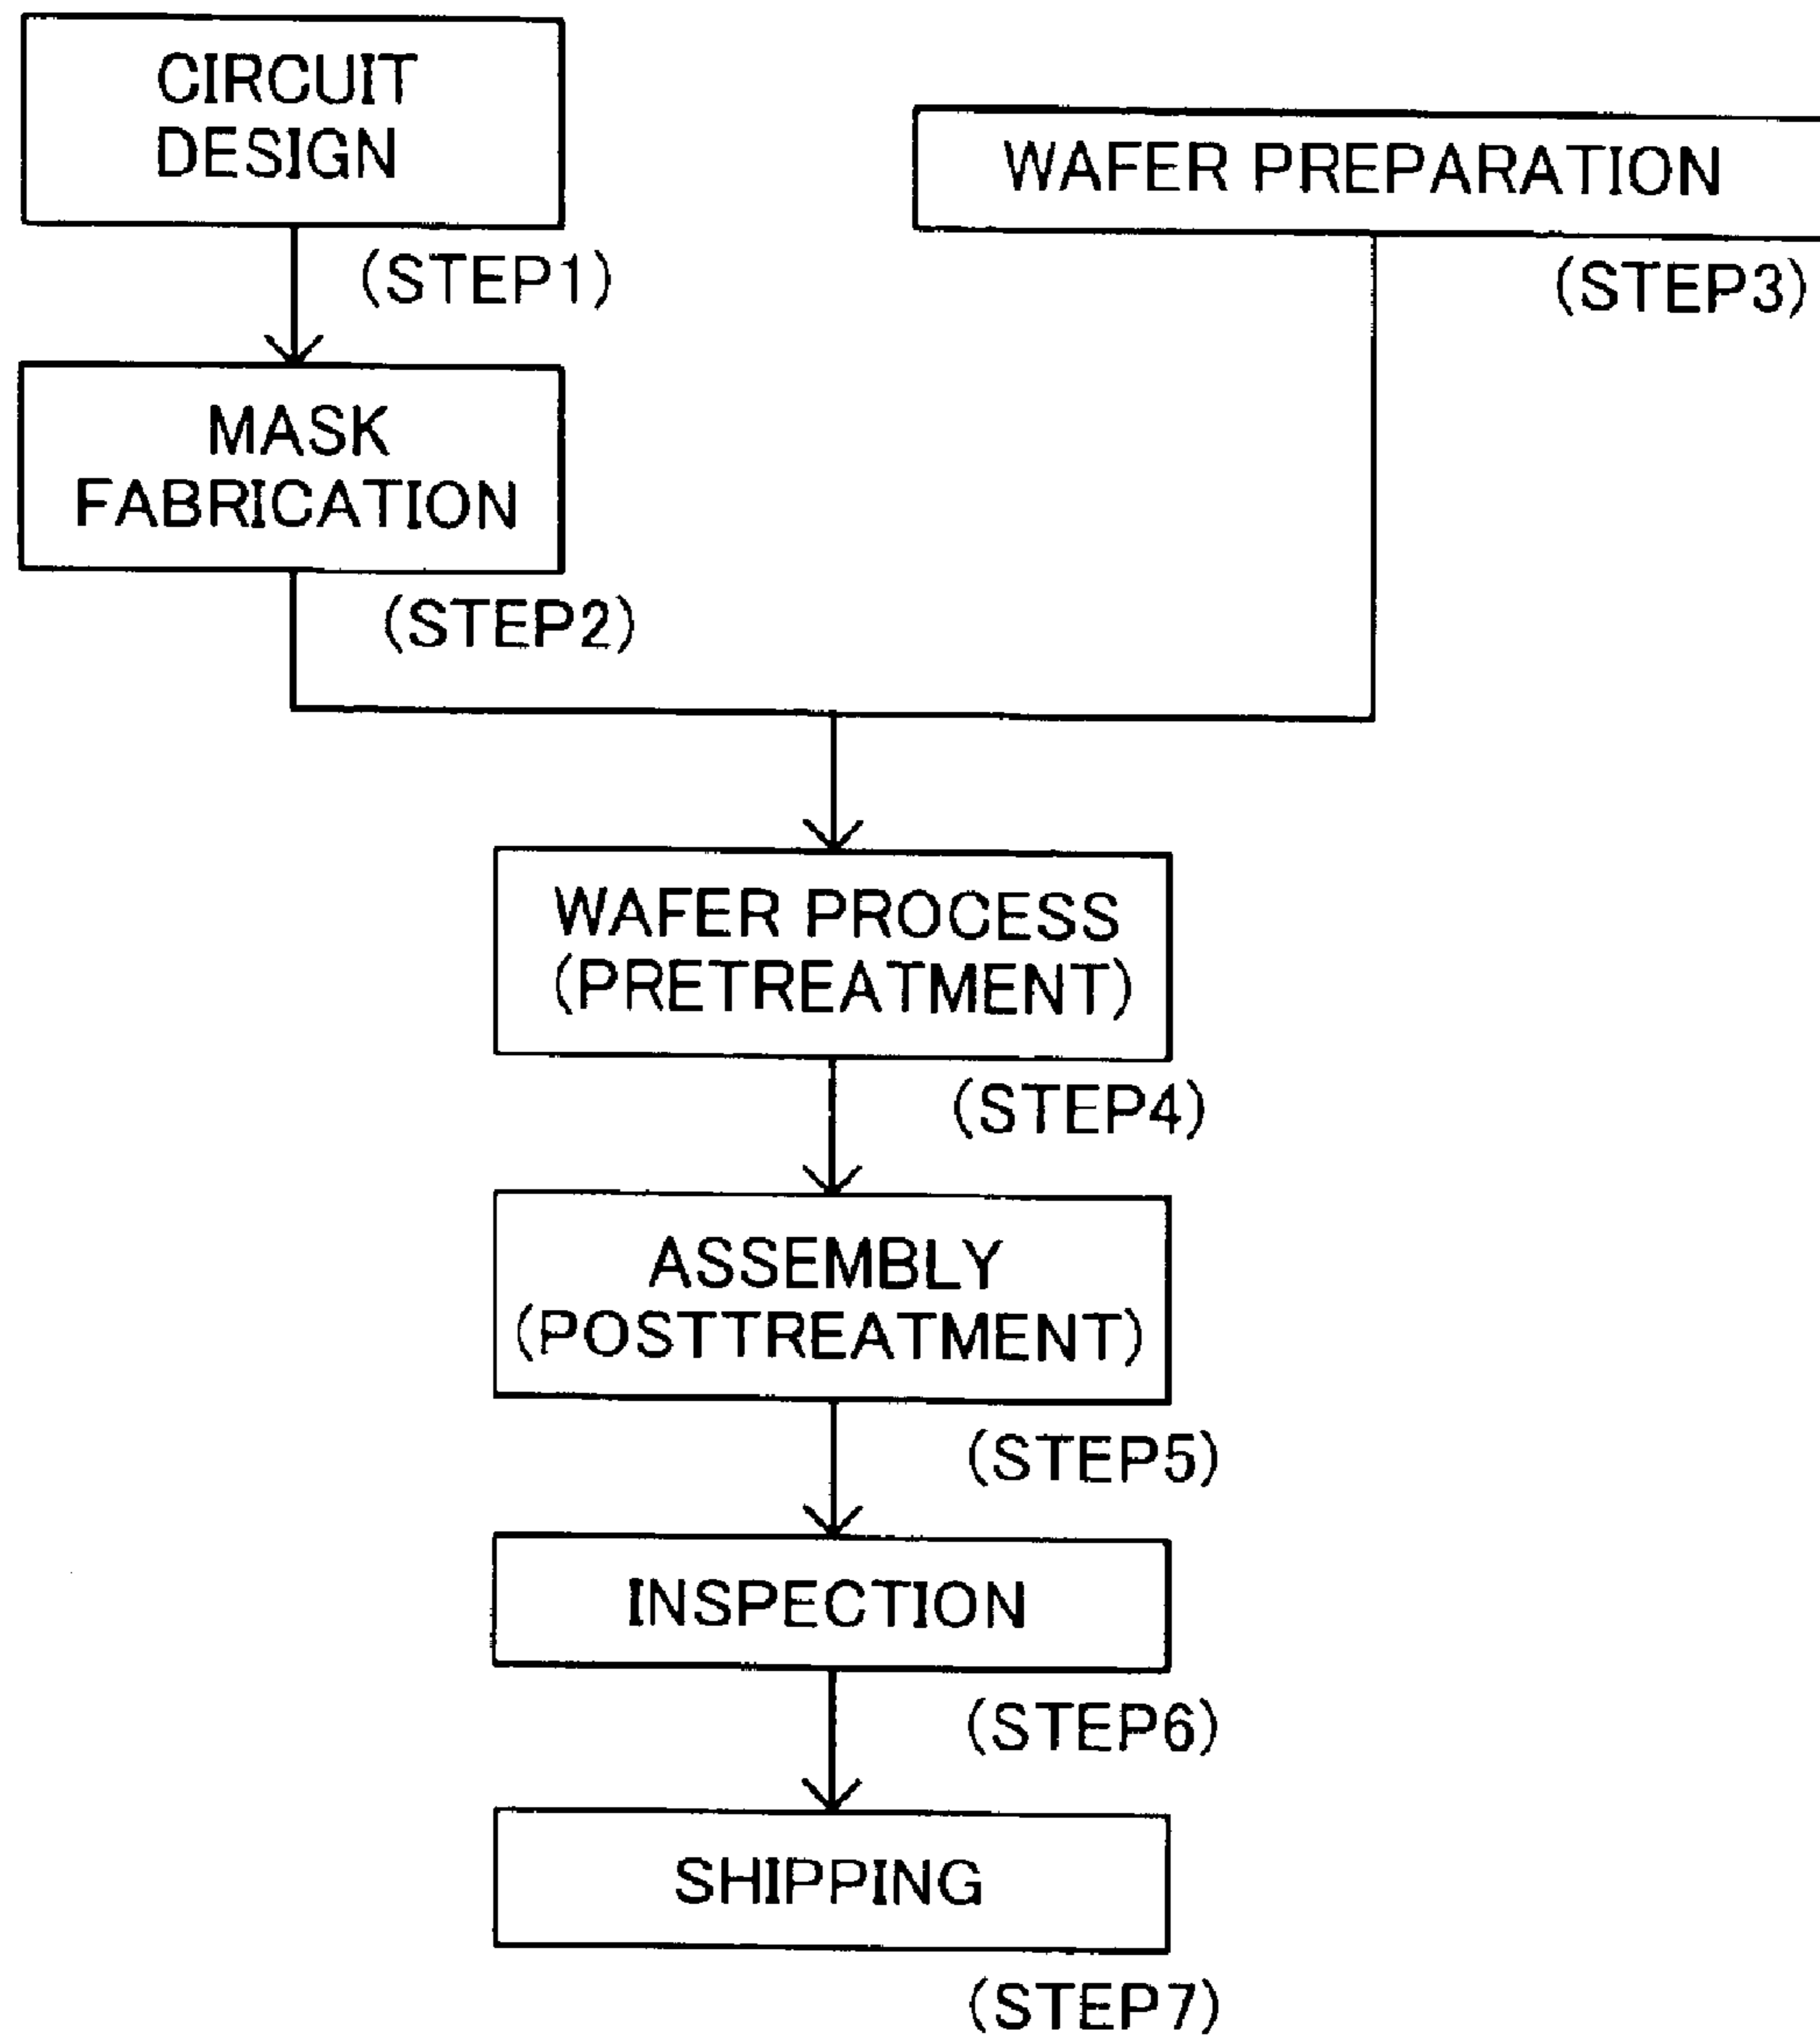 CIRCUIT
DESIGN
(STEP1)
WAFER PREPARATION
(STEP3)
MASK
FABRICATION
(STEP2)
WAFER PROCESS
(PRETREATMENT)
(STEP4)
ASSEMBLY
(POSTTREATMENT)
(STEP5)
INSPECTION
(STEP6)
SHIPPING
(STEP7)